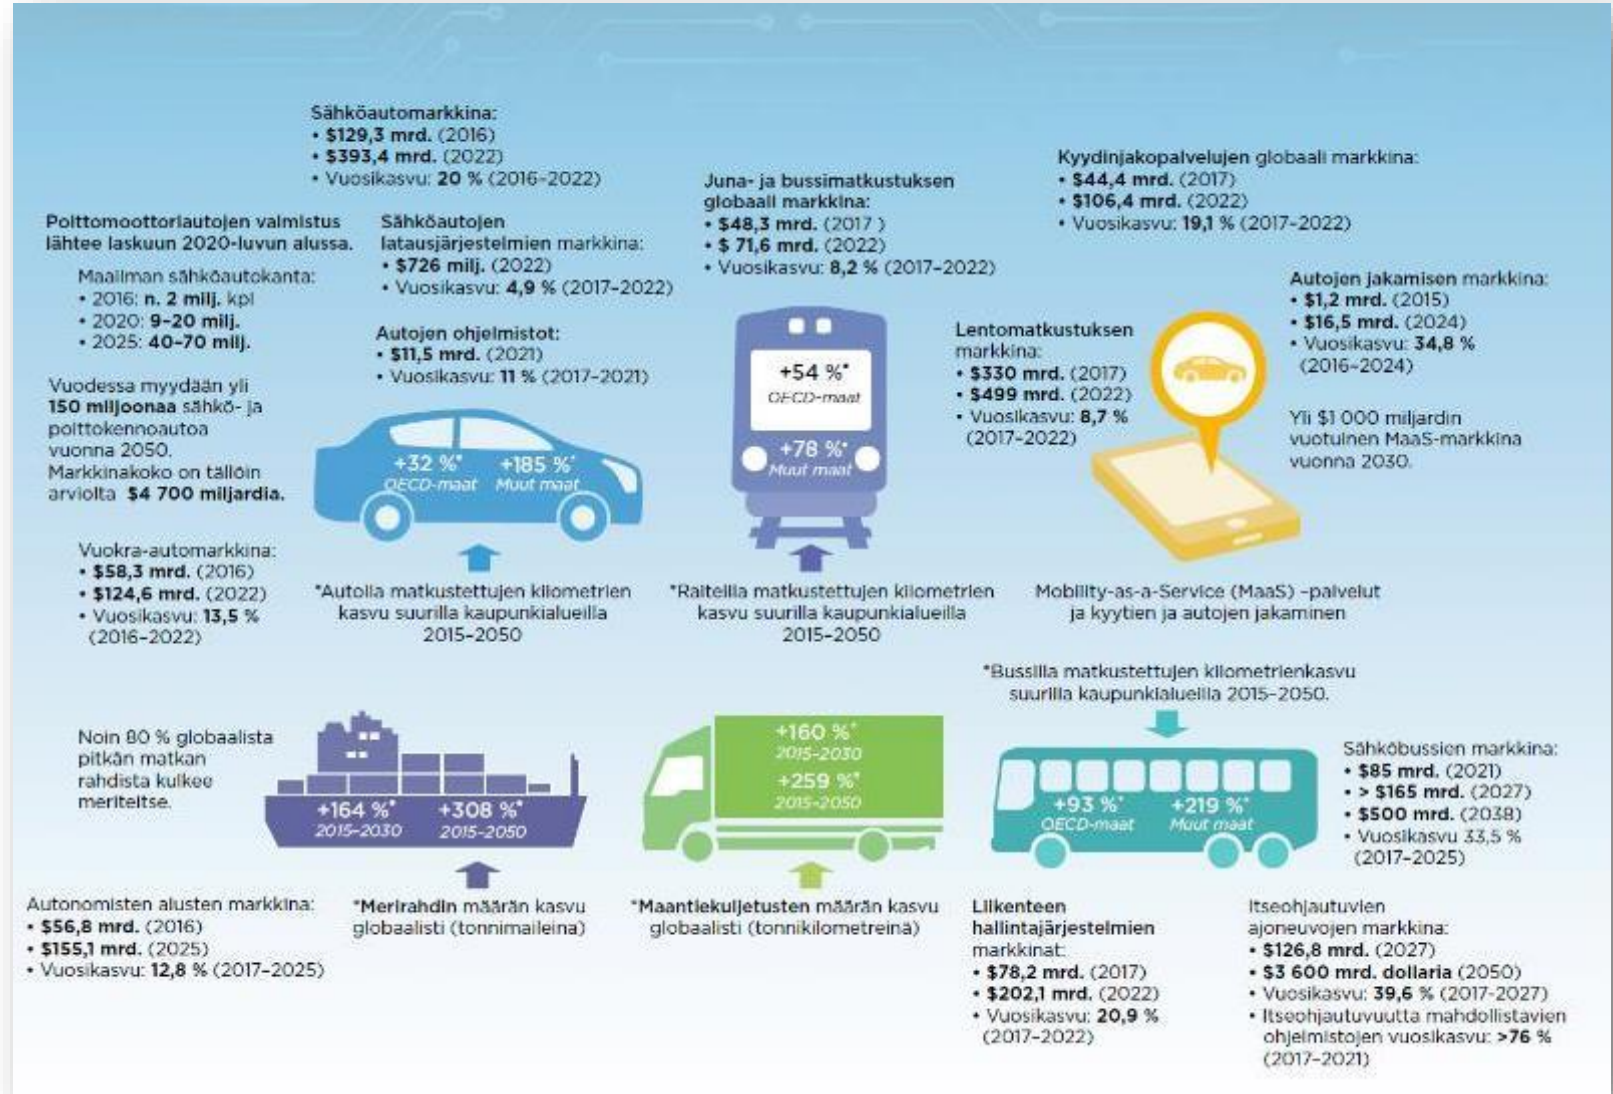 Sähköautomarkkina:
• $129,3 mrd. (2016)
• $393,4 mrd. (2022)
• Vuosikasvu: 20 % (2016–2022)
Polttomoottoriautojen valmistus
lähtee laskuun 2020-luvun alussa.
Maailman sähköautokanta:
• 2016: n. 2 milj. kpl
• 2020: 9–20 milj.
• 2025: 40–70 milj.
Vuodessa myydään yli
150 miljoonaa sähkö- ja
polttokennoautoa
vuonna 2050.
Markkinakoko on tällöin
arviolta $4 700 miljardia.
Vuokra-automarkkina:
• $58,3 mrd. (2016)
• $124,6 mrd. (2022)
• Vuosikasvu: 13,5 %
(2016–2022)
Sähköautojen
latausjärjestelmien markkina:
• $726 milj. (2022)
• Vuosikasvu: 4,9 % (2017–2022)
Autojen ohjelmistot:
• $11,5 mrd. (2021)
• Vuosikasvu: 11 % (2017–2021)
+32 %* +185 %*
OECD-maat Muut maat
*Autolla matkustettujen kilometrien
kasvu suurilla kaupunkialueilla
2015–2050
Juna- ja bussimatkustuksen
globaali markkina:
• $48,3 mrd. (2017 )
• $ 71,6 mrd. (2022)
• Vuosikasvu: 8,2 % (2017–2022)
+54 %*
OECD-maat
+78 %*
Muut maat
*Raiteilla matkustettujen kilometrien
kasvu suurilla kaupunkialueilla
2015–2050
Lentomatkustuksen
markkina:
• $330 mrd. (2017)
• $499 mrd. (2022)
• Vuosikasvu: 8,7 %
(2017–2022)
Kyydinjakopalvelujen globaali markkina:
• $44,4 mrd. (2017)
• $106,4 mrd. (2022)
• Vuosikasvu: 19,1 % (2017–2022)
Autojen jakamisen markkina:
• $1,2 mrd. (2015)
• $16,5 mrd. (2024)
• Vuosikasvu: 34,8 %
(2016–2024)
Yli $1 000 miljardin
vuotuinen MaaS-markkina
vuonna 2030.
Mobility-as-a-Service (MaaS) –palvelut
ja kyytien ja autojen jakaminen
Noin 80 % globaalista
pitkän matkan
rahdista kulkee
meriteitse.
+164 %* +308 %*
2015–2030 2015–2050
Autonomisten alusten markkina:
• $56,8 mrd. (2016)
• $155,1 mrd. (2025)
• Vuosikasvu: 12,8 % (2017–2025)
*Merirahdin määrän kasvu
globaalisti (tonnimaileina)
+160 %*
2015–2030
+259 %*
2015–2050
*Maantiekuljetusten määrän kasvu
globaalisti (tonnikilometreinä)
*Bussilla matkustettujen kilometrienkasvu
suurilla kaupunkialueilla 2015–2050.
+93 %* +219 %*
OECD-maat Muut maat
Sähköbussien markkina:
• $85 mrd. (2021)
• > $165 mrd. (2027)
• $500 mrd. (2038)
• Vuosikasvu 33,5 %
(2017–2025)
Liikenteen
hallintajärjestelmien
markkinat:
• $78,2 mrd. (2017)
• $202,1 mrd. (2022)
• Vuosikasvu: 20,9 %
(2017–2022)
Itseohjautuvien
ajoneuvojen markkina:
• $126,8 mrd. (2027)
• $3 600 mrd. dollaria (2050)
• Vuosikasvu: 39,6 % (2017-2027)
• Itseohjautuvuutta mahdollistavien
ohjelmistojen vuosikasvu: >76 %
(2017–2021)